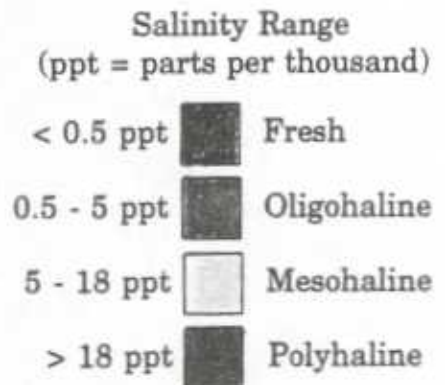 Salinity Range
(ppt = parts per thousand)
< 0.5 ppt Fresh
0.5 - 5 ppt Oligohaline
5 - 18 ppt Mesohaline
> 18 ppt Polyhaline